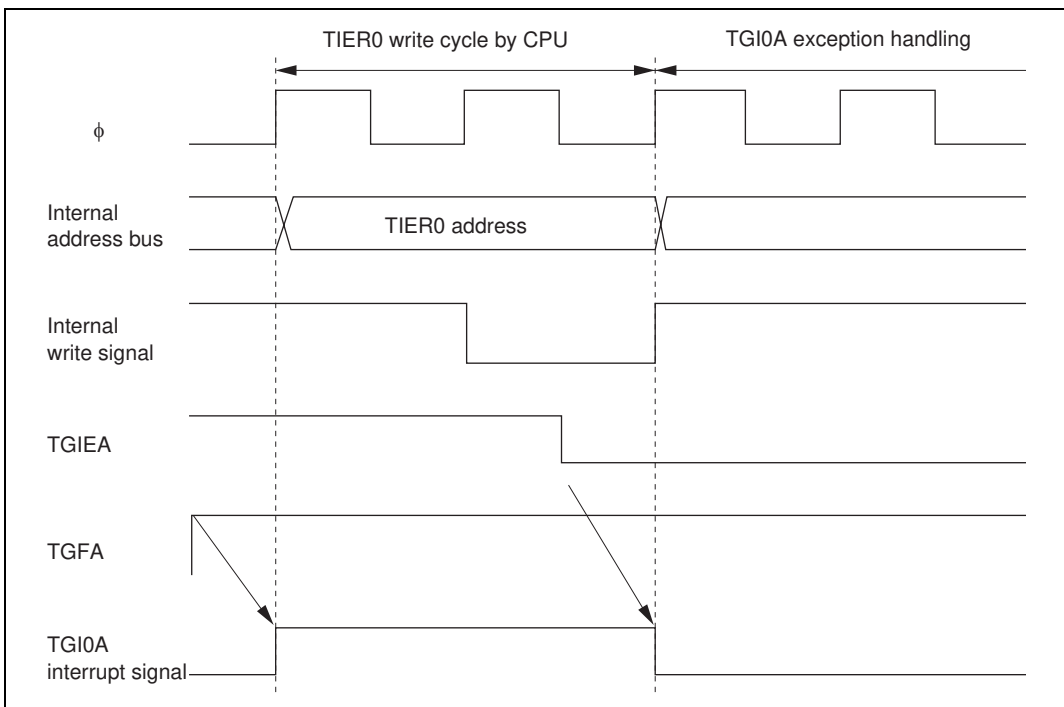 TIER0 write cycle by CPU
TGI0A exception handling
ϕ
Internal
address bus
TIER0 address
Internal
write signal
TGIEA
TGFA
TGI0A
interrupt signal